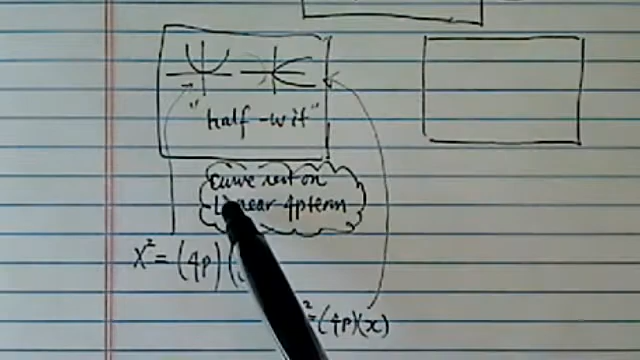 "half-wit"
Curve rest on
Linear 4p term
x² = (4p)(
² = (4p)(x)